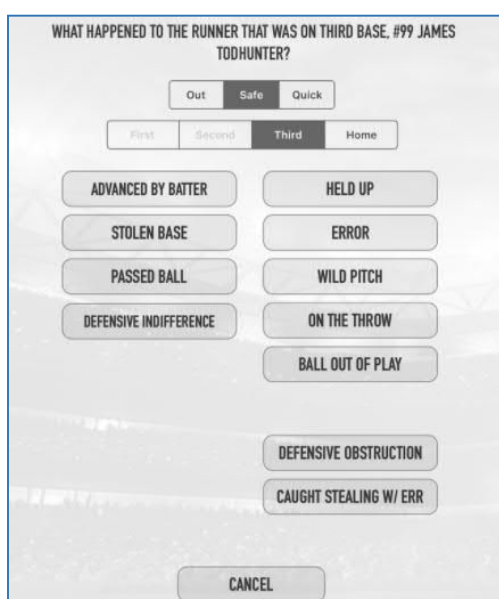 WHAT HAPPENED TO THE RUNNER THAT WAS ON THIRD BASE, #99 JAMES
TODHUNTER?
Out Safe Quick
First Second Third Home
ADVANCED BY BATTER HELD UP
STOLEN BASE ERROR
PASSED BALL WILD PITCH
DEFENSIVE INDIFFERENCE ON THE THROW
BALL OUT OF PLAY
DEFENSIVE OBSTRUCTION
CAUGHT STEALING W/ ERR
CANCEL